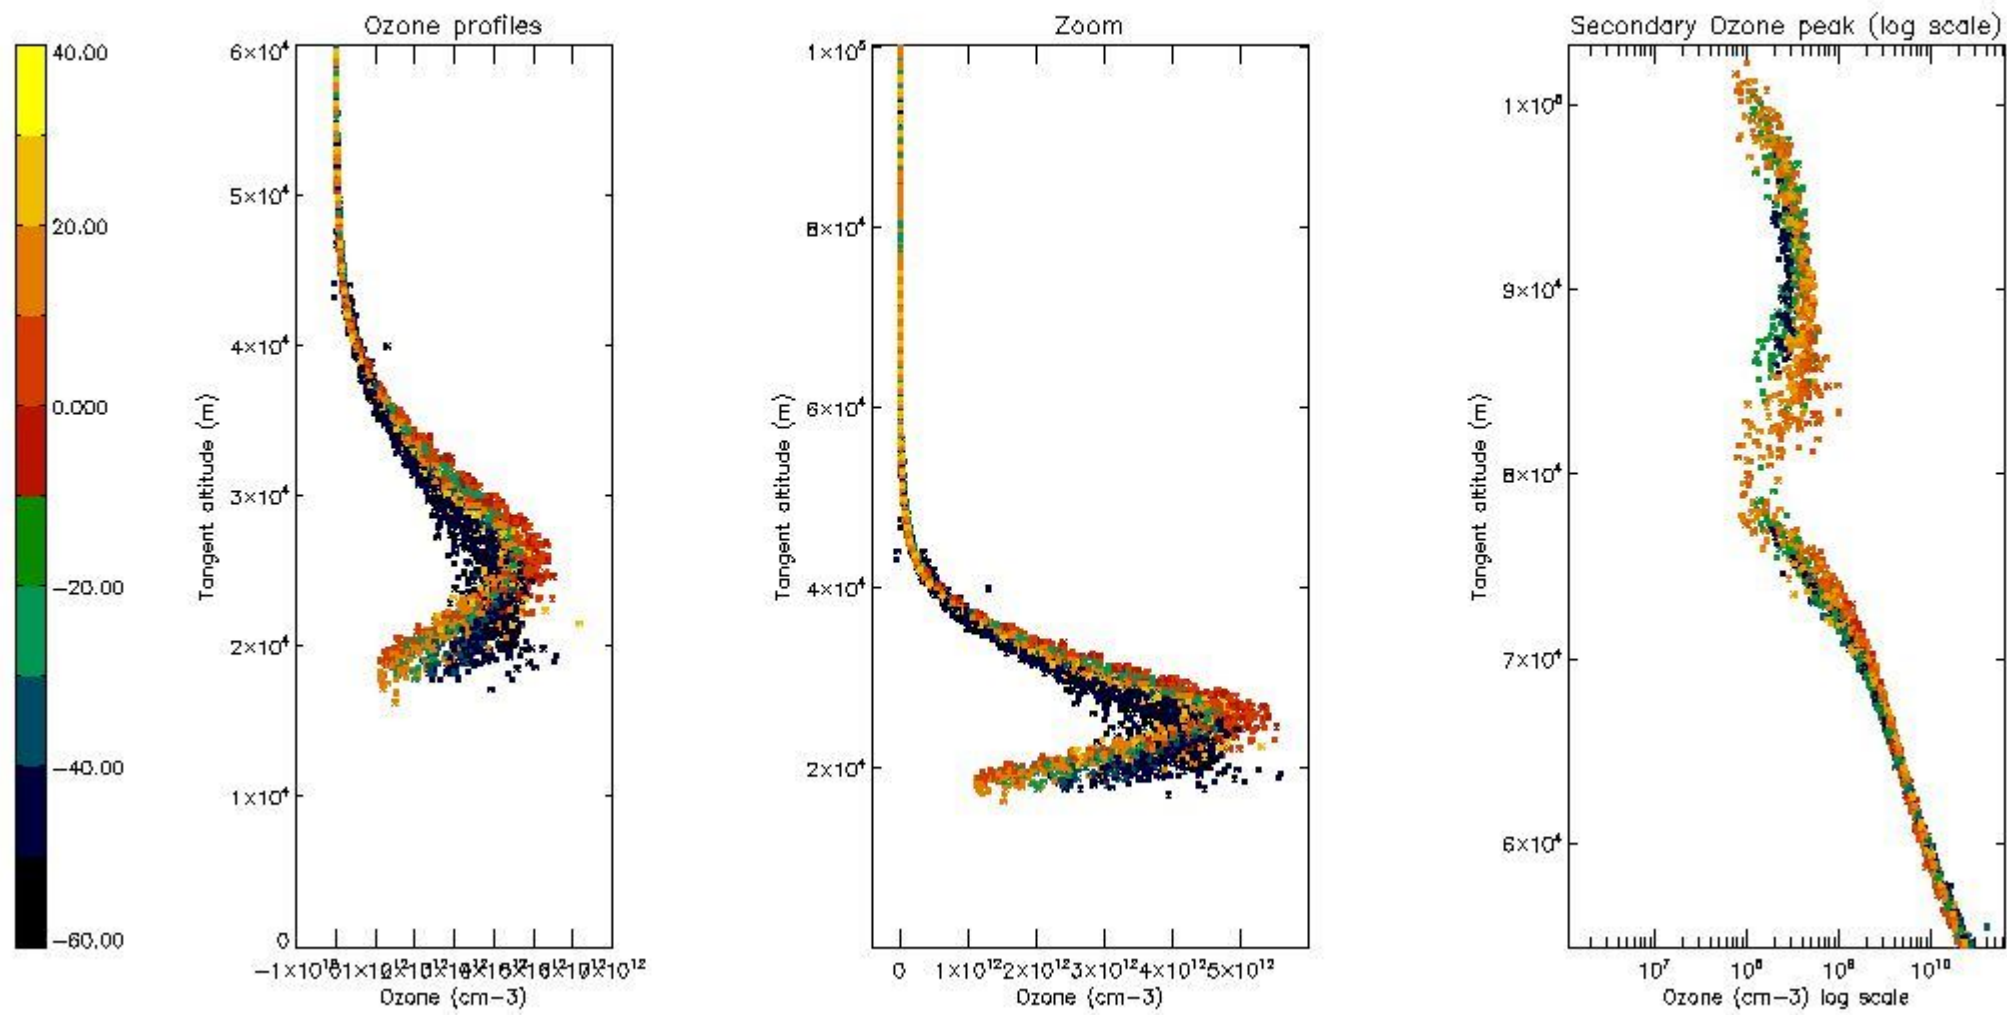 Ozone profiles
Zoom
Secondary Ozone peak (log scale)
40.00
20.00
0.000
−20.00
−40.00
−60.00
6×10⁴
5×10⁴
4×10⁴
3×10⁴
2×10⁴
1×10⁴
0
Tangent altitude (m)
Ozone (cm−3)
1×10⁵
8×10⁴
6×10⁴
4×10⁴
2×10⁴
Tangent altitude (m)
0 1×10¹² 2×10¹² 3×10¹² 4×10¹² 5×10¹²
Ozone (cm−3)
1×10⁵
9×10⁴
8×10⁴
7×10⁴
6×10⁴
Tangent altitude (m)
10⁷ 10⁸ 10⁹ 10¹⁰
Ozone (cm−3) log scale